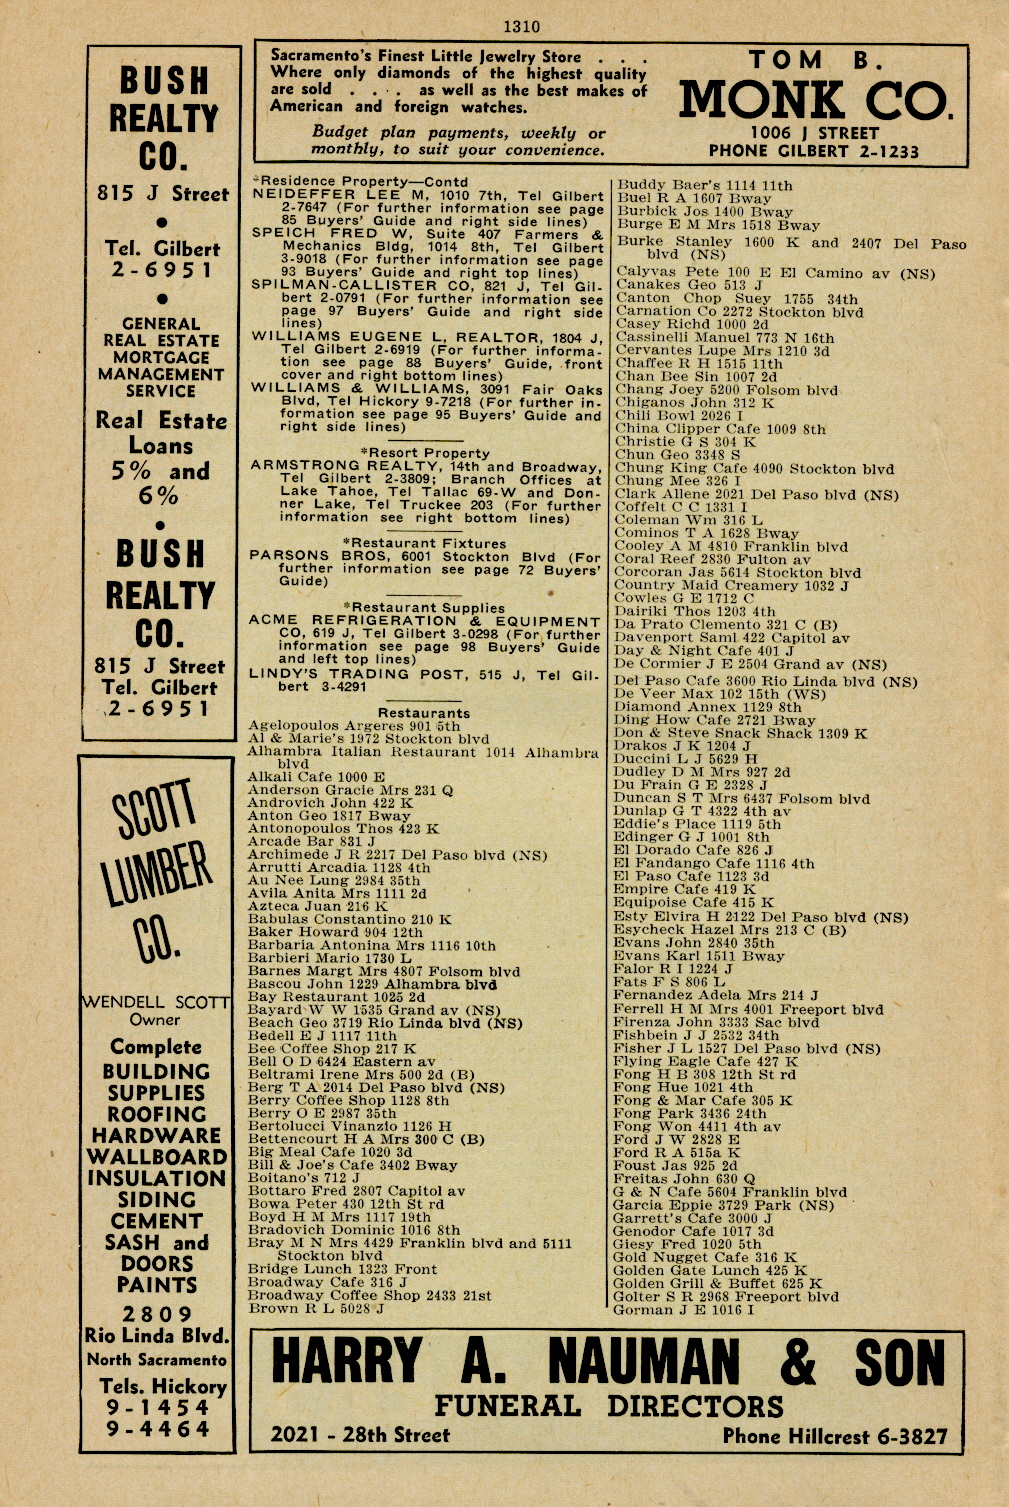 1310
BUSH
REALTY
CO.
815 J Street
•
Tel. Gilbert
2-6951
•
GENERAL
REAL ESTATE
MORTGAGE
MANAGEMENT
SERVICE
Real Estate
Loans
5% and
6%
•
BUSH
REALTY
CO.
815 J Street
Tel. Gilbert
2-6951
SCOTT
LUMBER
CO.
WENDELL SCOTT
Owner
Complete
BUILDING
SUPPLIES
ROOFING
HARDWARE
WALLBOARD
INSULATION
SIDING
CEMENT
SASH and
DOORS
PAINTS
2809
Rio Linda Blvd.
North Sacramento
Tels. Hickory
9-1454
9-4464
Sacramento's Finest Little Jewelry Store . . .
Where only diamonds of the highest quality
are sold . . . as well as the best makes of
American and foreign watches.
Budget plan payments, weekly or
monthly, to suit your convenience.
TOM B.
MONK CO.
1006 J STREET
PHONE GILBERT 2-1233
*Residence Property—Contd
NEIDEFFER LEE M, 1010 7th, Tel Gilbert
2-7647 (For further information see page
85 Buyers' Guide and right side lines)
SPEICH FRED W, Suite 407 Farmers &
Mechanics Bldg, 1014 8th, Tel Gilbert
3-9018 (For further information see page
93 Buyers' Guide and right top lines)
SPILMAN-CALLISTER CO, 821 J, Tel Gil-
bert 2-0791 (For further information see
page 97 Buyers' Guide and right side
lines)
WILLIAMS EUGENE L, REALTOR, 1804 J,
Tel Gilbert 2-6919 (For further informa-
tion see page 88 Buyers' Guide, front
cover and right bottom lines)
WILLIAMS & WILLIAMS, 3091 Fair Oaks
Blvd, Tel Hickory 9-7218 (For further in-
formation see page 95 Buyers' Guide and
right side lines)
*Resort Property
ARMSTRONG REALTY, 14th and Broadway,
Tel Gilbert 2-3809; Branch Offices at
Lake Tahoe, Tel Tallac 69-W and Don-
ner Lake, Tel Truckee 203 (For further
information see right bottom lines)
*Restaurant Fixtures
PARSONS BROS, 6001 Stockton Blvd (For
further information see page 72 Buyers'
Guide)
*Restaurant Supplies
ACME REFRIGERATION & EQUIPMENT
CO, 619 J, Tel Gilbert 3-0298 (For further
information see page 98 Buyers' Guide
and left top lines)
LINDY'S TRADING POST, 515 J, Tel Gil-
bert 3-4291
Restaurants
Agelopoulos Argeres 901 5th
Al & Marie's 1972 Stockton blvd
Alhambra Italian Restaurant 1014 Alhambra
blvd
Alkali Cafe 1000 E
Anderson Gracie Mrs 231 Q
Androvich John 422 K
Anton Geo 1817 Bway
Antonopoulos Thos 423 K
Arcade Bar 831 J
Archimede J R 2217 Del Paso blvd (NS)
Arrutti Arcadia 1128 4th
Au Nee Lung 2984 35th
Avila Anita Mrs 1111 2d
Azteca Juan 216 K
Babulas Constantino 210 K
Baker Howard 904 12th
Barbaria Antonina Mrs 1116 10th
Barbieri Mario 1730 L
Barnes Margt Mrs 4807 Folsom blvd
Bascou John 1229 Alhambra blvd
Bay Restaurant 1025 2d
Bayard W W 1535 Grand av (NS)
Beach Geo 3719 Rio Linda blvd (NS)
Bedell E J 1117 11th
Bee Coffee Shop 217 K
Bell O D 6424 Eastern av
Beltrami Irene Mrs 500 2d (B)
Berg T A 2014 Del Paso blvd (NS)
Berry Coffee Shop 1128 8th
Berry O E 2987 35th
Bertolucci Vinanzio 1126 H
Bettencourt H A Mrs 300 C (B)
Big Meal Cafe 1020 3d
Bill & Joe's Cafe 3402 Bway
Boitano's 712 J
Bottaro Fred 2807 Capitol av
Bowa Peter 430 12th St rd
Boyd H M Mrs 1117 19th
Bradovich Dominic 1016 8th
Bray M N Mrs 4429 Franklin blvd and 5111
Stockton blvd
Bridge Lunch 1323 Front
Broadway Cafe 316 J
Broadway Coffee Shop 2433 21st
Brown R L 5028 J
Buddy Baer's 1114 11th
Buel R A 1607 Bway
Burbick Jos 1400 Bway
Burge E M Mrs 1518 Bway
Burke Stanley 1600 K and 2407 Del Paso
blvd (NS)
Calyvas Pete 100 E El Camino av (NS)
Canakes Geo 513 J
Canton Chop Suey 1755 34th
Carnation Co 2272 Stockton blvd
Casey Richd 1000 2d
Cassinelli Manuel 773 N 16th
Cervantes Lupe Mrs 1210 3d
Chaffee R H 1515 11th
Chan Bee Sin 1007 2d
Chang Joey 5200 Folsom blvd
Chiganos John 312 K
Chili Bowl 2026 I
China Clipper Cafe 1009 8th
Christie G S 304 K
Chun Geo 3348 S
Chung King Cafe 4090 Stockton blvd
Chung Mee 326 I
Clark Allene 2021 Del Paso blvd (NS)
Coffelt C C 1331 I
Coleman Wm 316 L
Cominos T A 1628 Bway
Cooley A M 4810 Franklin blvd
Coral Reef 2830 Fulton av
Corcoran Jas 5614 Stockton blvd
Country Maid Creamery 1032 J
Cowles G E 1712 C
Dairiki Thos 1203 4th
Da Prato Clemento 321 C (B)
Davenport Saml 422 Capitol av
Day & Night Cafe 401 J
De Cormier J E 2504 Grand av (NS)
Del Paso Cafe 3600 Rio Linda blvd (NS)
De Veer Max 102 15th (WS)
Diamond Annex 1129 8th
Ding How Cafe 2721 Bway
Don & Steve Snack Shack 1309 K
Drakos J K 1204 J
Duccini L J 5629 H
Dudley D M Mrs 927 2d
Du Frain G E 2328 J
Duncan S T Mrs 6437 Folsom blvd
Dunlap G T 4322 4th av
Eddie's Place 1119 5th
Edinger G J 1001 8th
El Dorado Cafe 826 J
El Fandango Cafe 1116 4th
El Paso Cafe 1123 3d
Empire Cafe 419 K
Equipoise Cafe 415 K
Esty Elvira H 2122 Del Paso blvd (NS)
Esycheck Hazel Mrs 213 C (B)
Evans John 2840 35th
Evans Karl 1511 Bway
Falor R I 1224 J
Fats F S 806 L
Fernandez Adela Mrs 214 J
Ferrell H M Mrs 4001 Freeport blvd
Firenza John 3333 Sac blvd
Fishbein J J 2532 34th
Fisher J L 1527 Del Paso blvd (NS)
Flying Eagle Cafe 427 K
Fong H B 308 12th St rd
Fong Hue 1021 4th
Fong & Mar Cafe 305 K
Fong Park 3436 24th
Fong Won 4411 4th av
Ford J W 2828 E
Ford R A 515a K
Foust Jas 925 2d
Freitas John 630 Q
G & N Cafe 5604 Franklin blvd
Garcia Eppie 3729 Park (NS)
Garrett's Cafe 3000 J
Genodor Cafe 1017 3d
Giesy Fred 1020 5th
Gold Nugget Cafe 316 K
Golden Gate Lunch 425 K
Golden Grill & Buffet 625 K
Golter S R 2968 Freeport blvd
Gorman J E 1016 I
HARRY A. NAUMAN & SON
FUNERAL DIRECTORS
2021 - 28th Street
Phone Hillcrest 6-3827